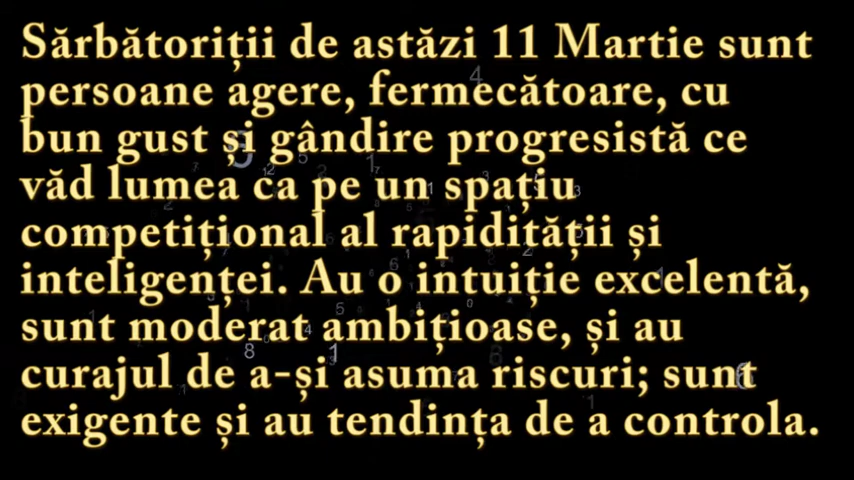 Sărbătoriții de astăzi 11 Martie sunt
persoane agere, fermecătoare, cu
bun gust și gândire progresistă ce
văd lumea ca pe un spațiu
competițional al rapidității și
inteligenței. Au o intuiție excelentă,
sunt moderat ambițioase, și au
curajul de a-și asuma riscuri; sunt
exigente și au tendința de a controla.